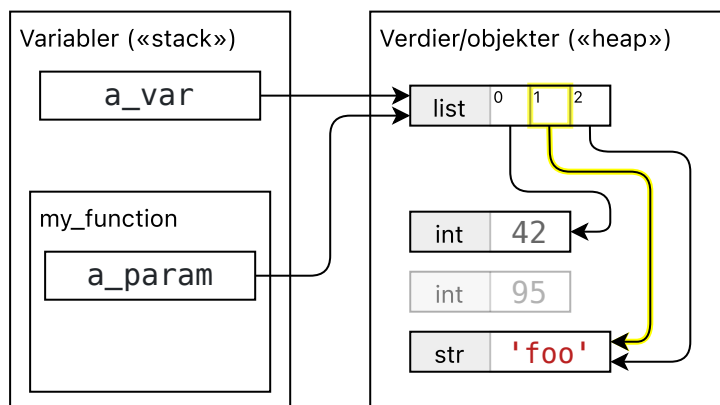 Variabler («stack»)
a_var
my_function
a_param
Verdier/objekter («heap»)
list 0 1 2
int 42
int 95
str 'foo'